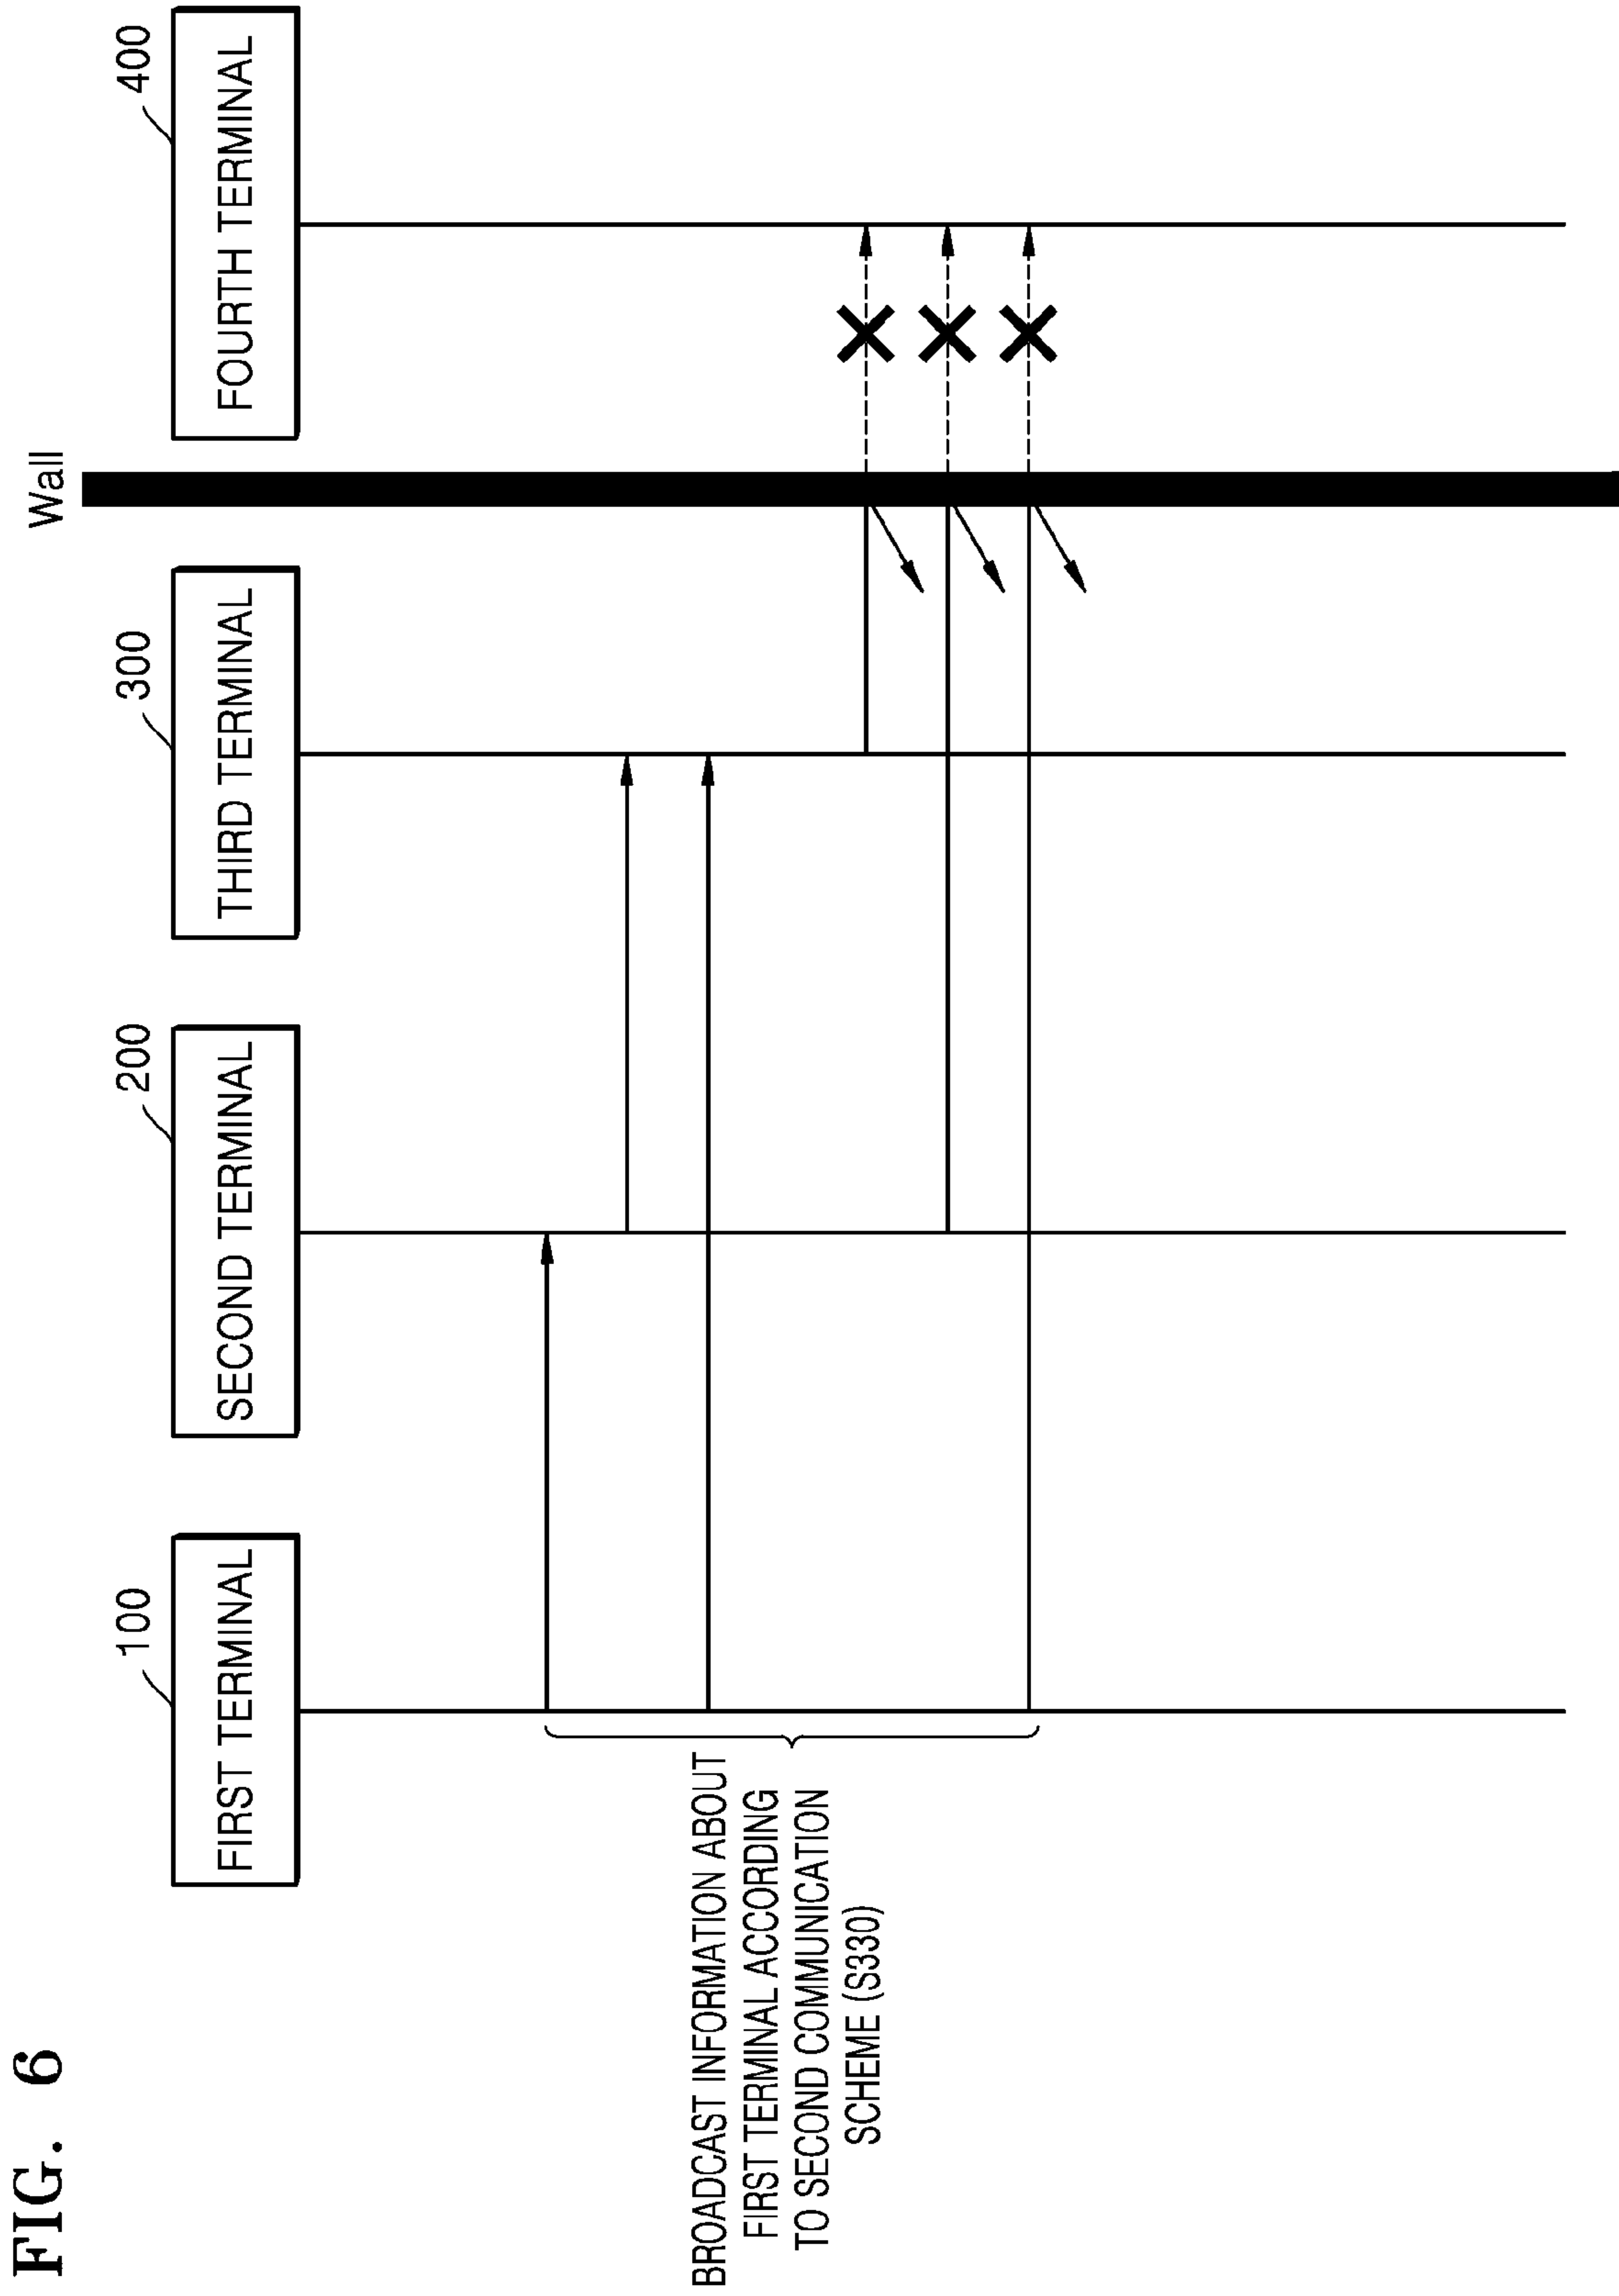 FIG. 6
100
200
300
400
Wall
FIRST TERMINAL
SECOND TERMINAL
THIRD TERMINAL
FOURTH TERMINAL
BROADCAST INFORMATION ABOUT
FIRST TERMINAL ACCORDING
TO SECOND COMMUNICATION
SCHEME (S330)